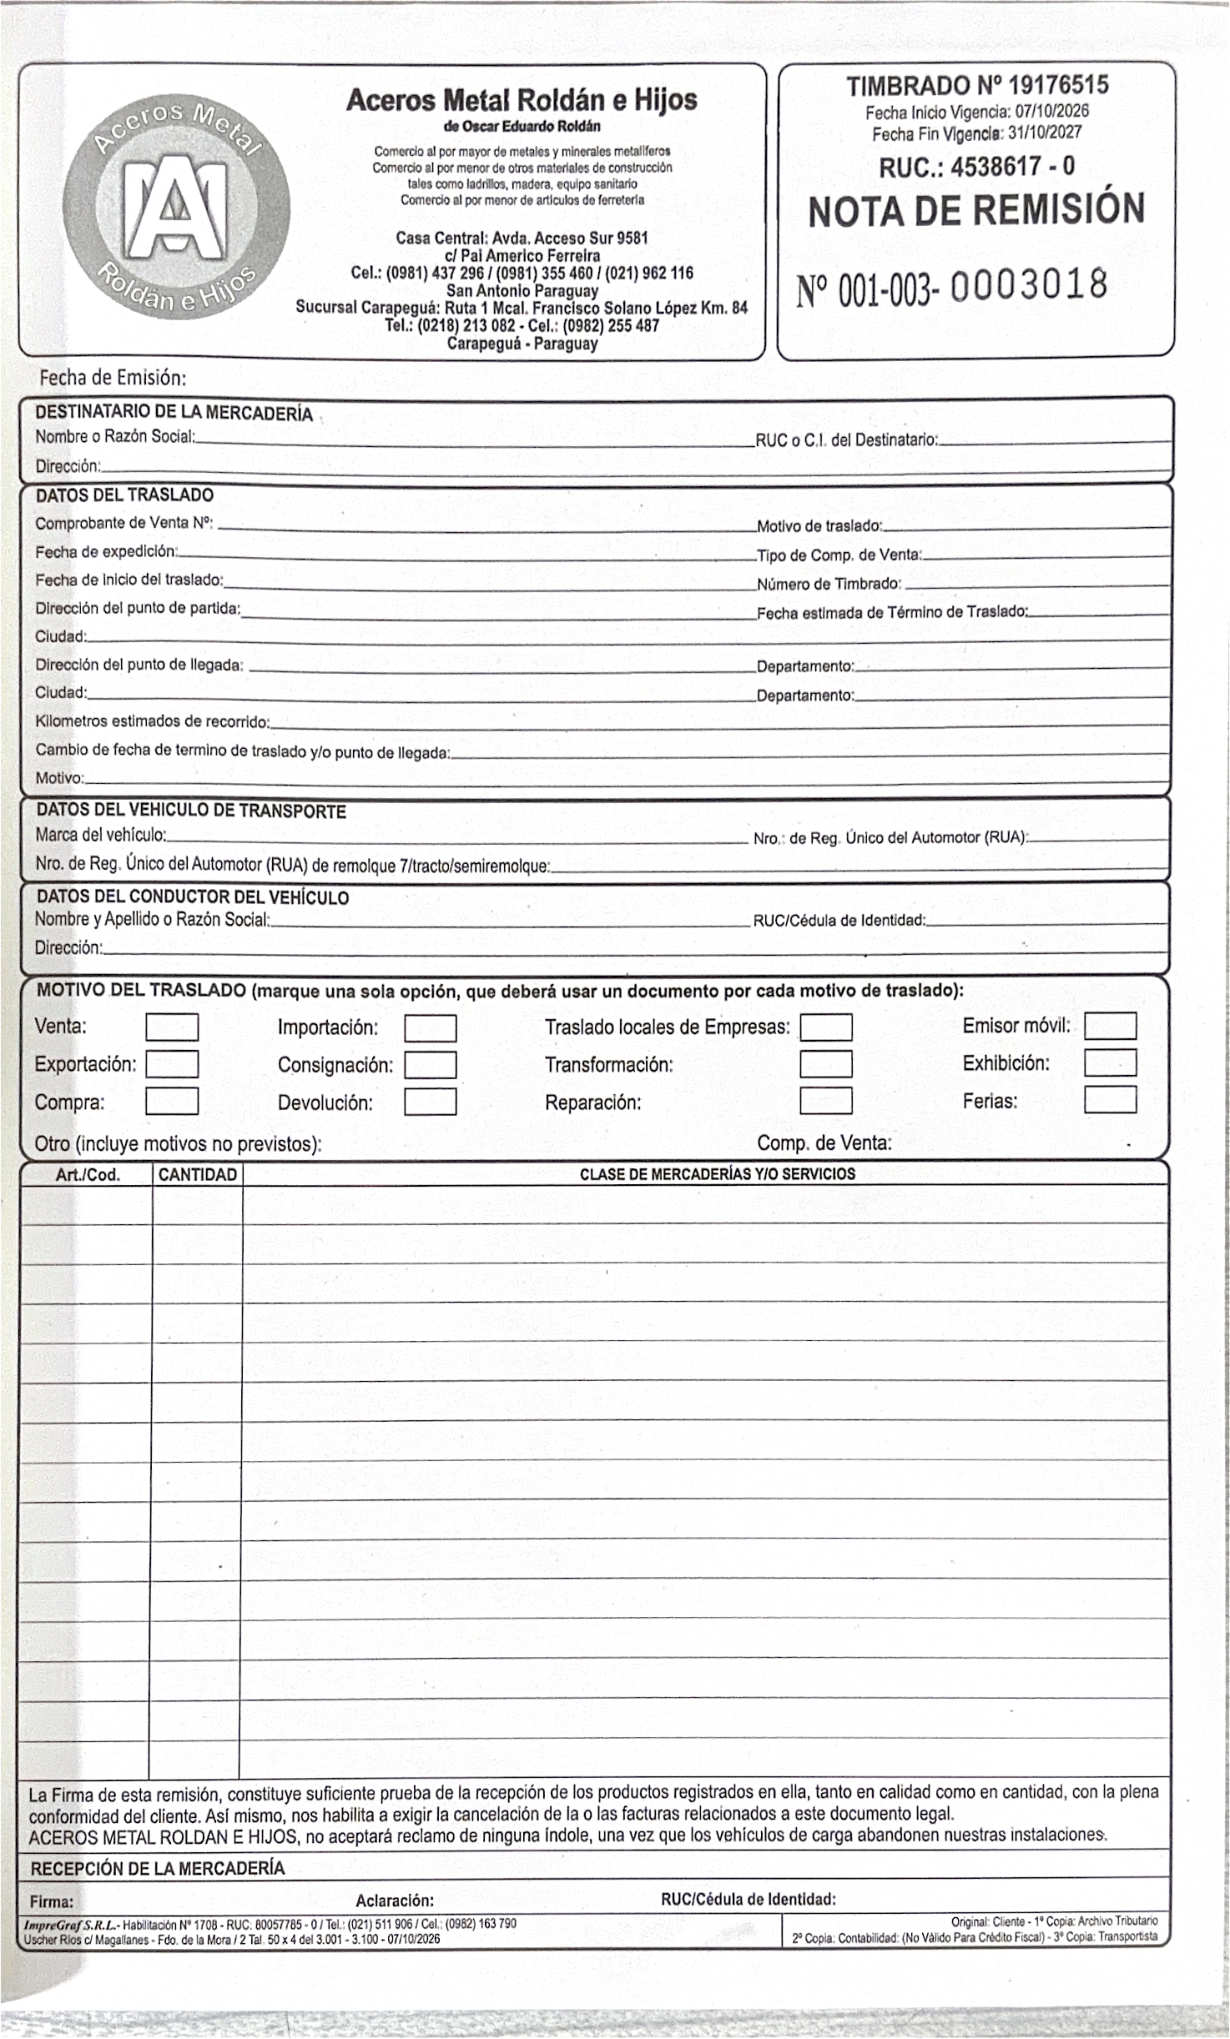 Aceros Metal
Roldán e Hijos
Aceros Metal Roldán e Hijos
de Oscar Eduardo Roldán
Comercio al por mayor de metales y minerales metalíferos
Comercio al por menor de otros materiales de construcción
tales como ladrillos, madera, equipo sanitario
Comercio al por menor de artículos de ferretería
Casa Central: Avda. Acceso Sur 9581
c/ Pai Americo Ferreira
Cel.: (0981) 437 296 / (0981) 355 460 / (021) 962 116
San Antonio Paraguay
Sucursal Carapeguá: Ruta 1 Mcal. Francisco Solano López Km. 84
Tel.: (0218) 213 082 - Cel.: (0982) 255 487
Carapeguá - Paraguay
TIMBRADO Nº 19176515
Fecha Inicio Vigencia: 07/10/2026
Fecha Fin Vigencia: 31/10/2027
RUC.: 4538617 - 0
NOTA DE REMISIÓN
Nº 001-003- 0003018
Fecha de Emisión:
DESTINATARIO DE LA MERCADERÍA
Nombre o Razón Social: RUC o C.I. del Destinatario:
Dirección:
DATOS DEL TRASLADO
Comprobante de Venta Nº: Motivo de traslado:
Fecha de expedición: Tipo de Comp. de Venta:
Fecha de Inicio del traslado: Número de Timbrado:
Dirección del punto de partida: Fecha estimada de Término de Traslado:
Ciudad:
Dirección del punto de llegada: Departamento:
Ciudad: Departamento:
Kilometros estimados de recorrido:
Cambio de fecha de termino de traslado y/o punto de llegada:
Motivo:
DATOS DEL VEHICULO DE TRANSPORTE
Marca del vehículo: Nro.: de Reg. Único del Automotor (RUA):
Nro. de Reg. Único del Automotor (RUA) de remolque 7/tracto/semiremolque:
DATOS DEL CONDUCTOR DEL VEHÍCULO
Nombre y Apellido o Razón Social: RUC/Cédula de Identidad:
Dirección:
MOTIVO DEL TRASLADO (marque una sola opción, que deberá usar un documento por cada motivo de traslado):
Venta: Importación: Traslado locales de Empresas: Emisor móvil:
Exportación: Consignación: Transformación: Exhibición:
Compra: Devolución: Reparación: Ferias:
Otro (incluye motivos no previstos): Comp. de Venta:
Art./Cod. CANTIDAD CLASE DE MERCADERÍAS Y/O SERVICIOS
La Firma de esta remisión, constituye suficiente prueba de la recepción de los productos registrados en ella, tanto en calidad como en cantidad, con la plena
conformidad del cliente. Así mismo, nos habilita a exigir la cancelación de la o las facturas relacionados a este documento legal.
ACEROS METAL ROLDAN E HIJOS, no aceptará reclamo de ninguna índole, una vez que los vehículos de carga abandonen nuestras instalaciones.
RECEPCIÓN DE LA MERCADERÍA
Firma: Aclaración: RUC/Cédula de Identidad:
ImpreGraf S.R.L.- Habilitación Nº 1708 - RUC: 80057785 - 0 / Tel.: (021) 511 906 / Cel.: (0982) 163 790
Uscher Ríos c/ Magallanes - Fdo. de la Mora / 2 Tal. 50 x 4 del 3.001 - 3.100 - 07/10/2026
Original: Cliente - 1ª Copia: Archivo Tributario
2ª Copia: Contabilidad: (No Válido Para Crédito Fiscal) - 3ª Copia: Transportista